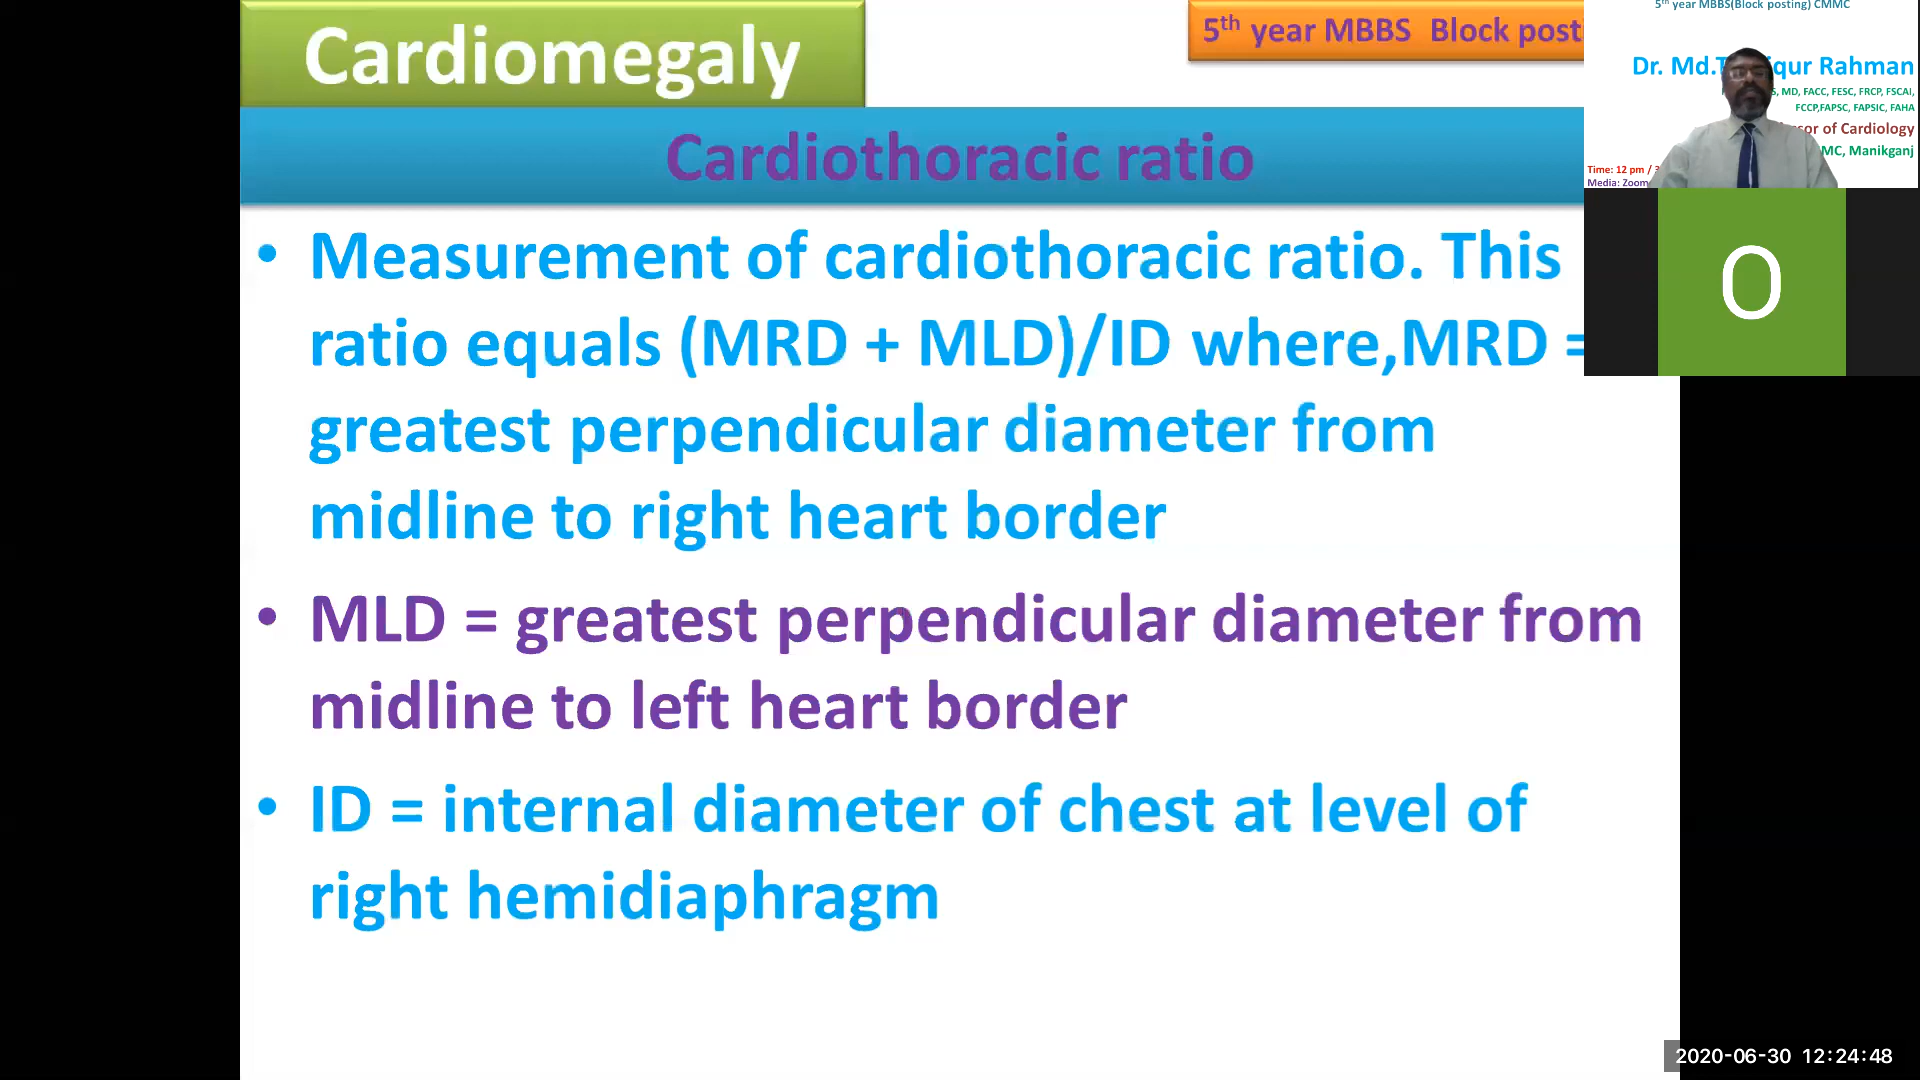 Cardiomegaly
5th year MBBS Block posti
5th year MBBS(Block posting) CMMC
Dr. Md.T iqur Rahman
MD, FACC, FESC, FRCP, FSCAI,
FCCP,FAPSC, FAPSIC, FAHA
of Cardiology
MC, Manikganj
Time: 12 pm /
Media: Zoom
Cardiothoracic ratio
• Measurement of cardiothoracic ratio. This
ratio equals (MRD + MLD)/ID where,MRD =
greatest perpendicular diameter from
midline to right heart border
• MLD = greatest perpendicular diameter from
midline to left heart border
• ID = internal diameter of chest at level of
right hemidiaphragm
O
2020-06-30 12:24:48